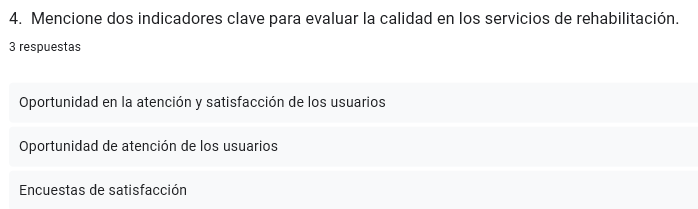 4. Mencione dos indicadores clave para evaluar la calidad en los servicios de rehabilitación.
3 respuestas
Oportunidad en la atención y satisfacción de los usuarios
Oportunidad de atención de los usuarios
Encuestas de satisfacción